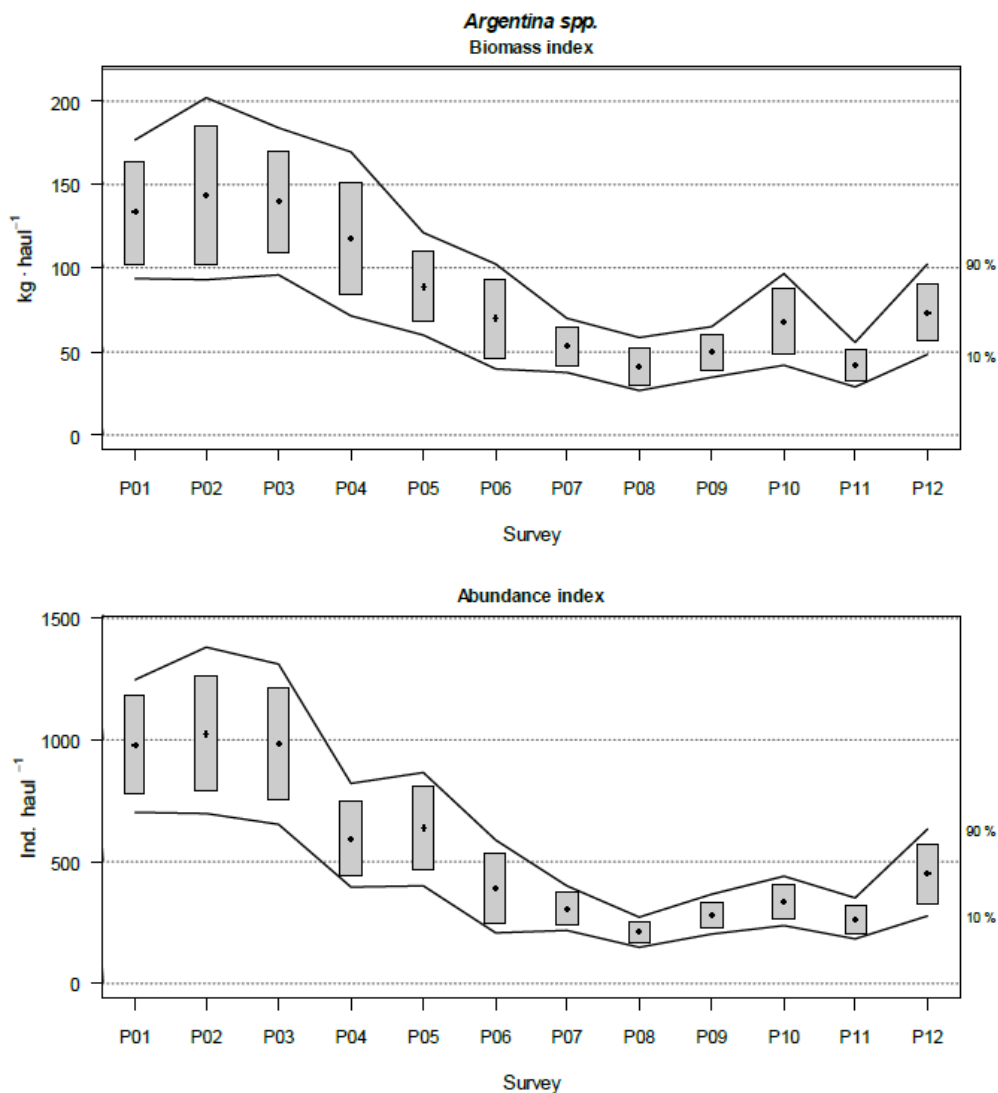 Argentina spp.
Biomass index
200
150
100
50
0
kg · haul⁻¹
90 %
10 %
P01 P02 P03 P04 P05 P06 P07 P08 P09 P10 P11 P12
Survey
Abundance index
1500
1000
500
0
Ind. haul ⁻¹
90 %
10 %
P01 P02 P03 P04 P05 P06 P07 P08 P09 P10 P11 P12
Survey